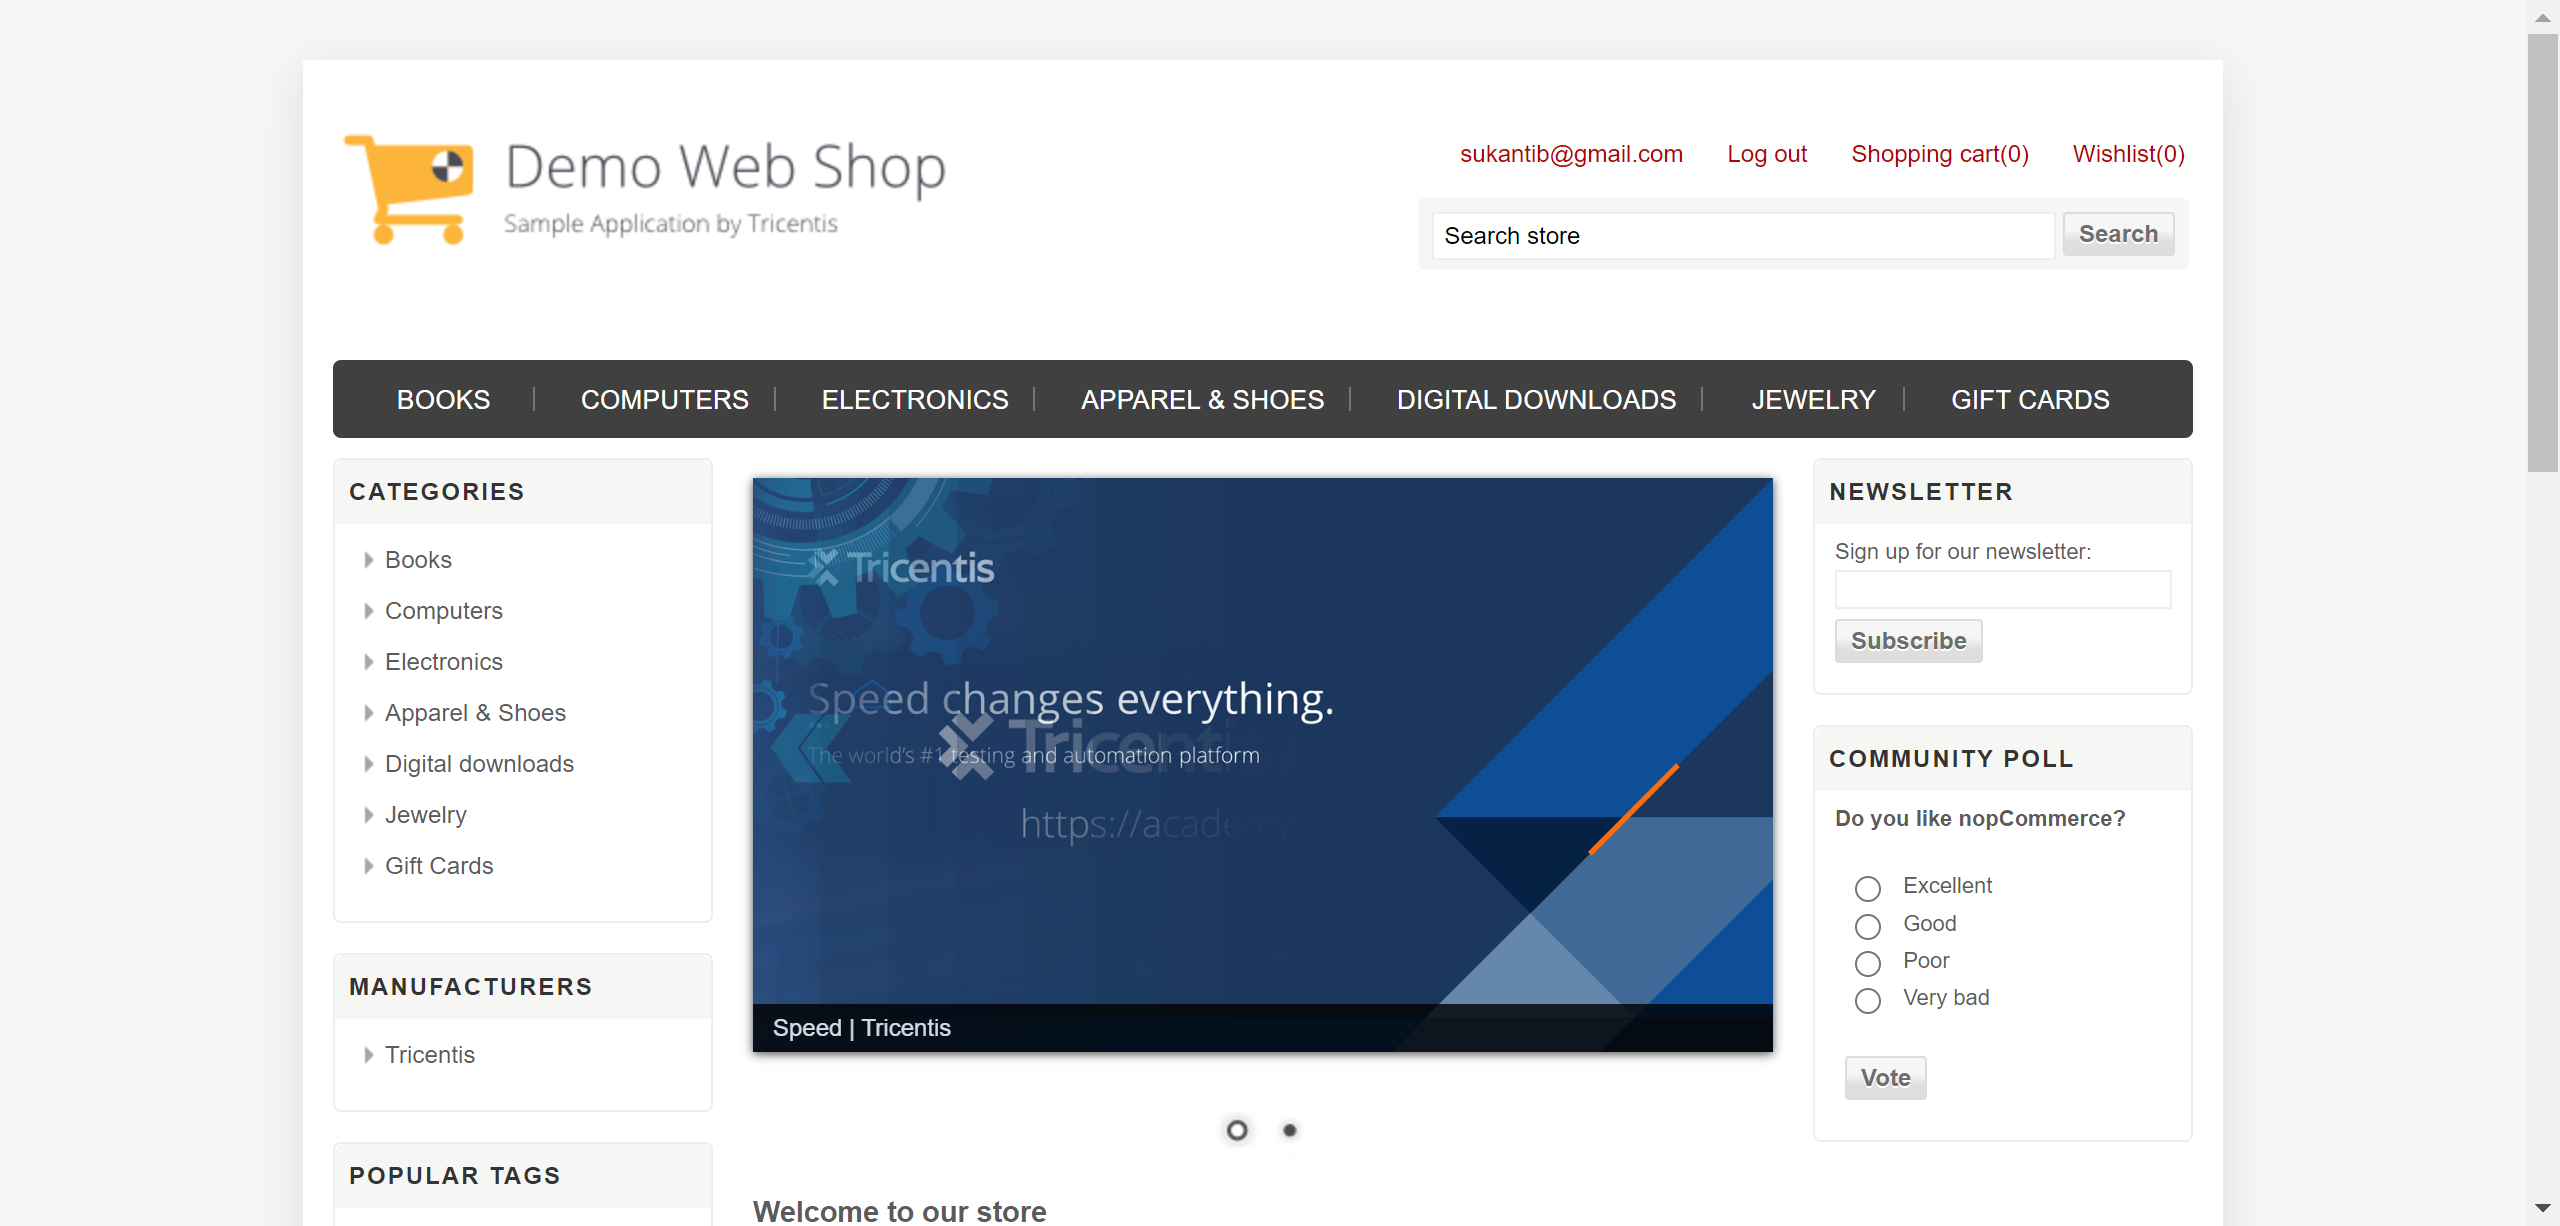 Demo Web Shop
Sample Application by Tricentis
sukantib@gmail.com Log out Shopping cart(0) Wishlist(0)
Search store Search
BOOKS COMPUTERS ELECTRONICS APPAREL & SHOES DIGITAL DOWNLOADS JEWELRY GIFT CARDS
CATEGORIES
Books
Computers
Electronics
Apparel & Shoes
Digital downloads
Jewelry
Gift Cards
MANUFACTURERS
Tricentis
POPULAR TAGS
Tricentis
Speed changes everything.
The world's #1 testing and automation platform
Tricentis
https://academy
Speed | Tricentis
Welcome to our store
NEWSLETTER
Sign up for our newsletter:
Subscribe
COMMUNITY POLL
Do you like nopCommerce?
Excellent
Good
Poor
Very bad
Vote